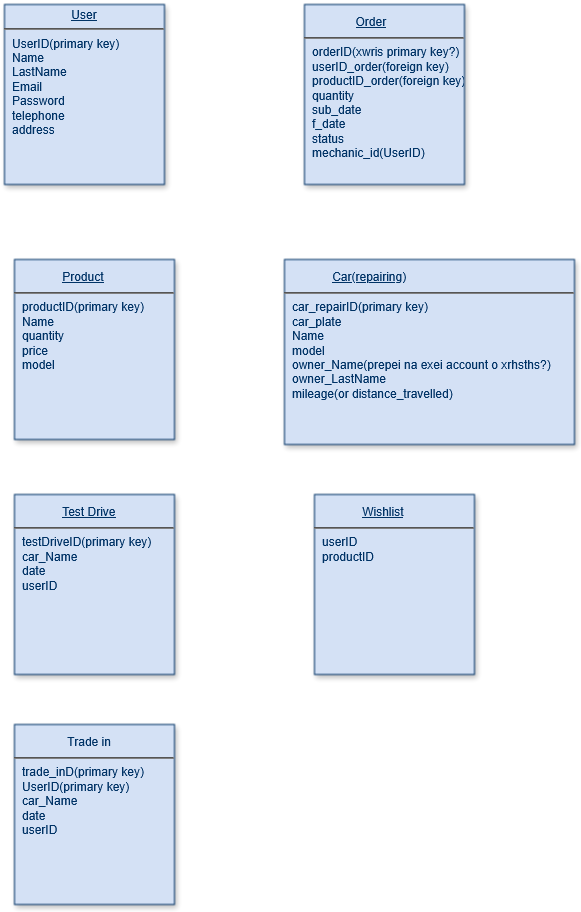 User
UserID(primary key)
Name
LastName
Email
Password
telephone
address
Order
orderID(xwris primary key?)
userID_order(foreign key)
productID_order(foreign key)
quantity
sub_date
f_date
status
mechanic_id(UserID)
Product
productID(primary key)
Name
quantity
price
model
Car(repairing)
car_repairID(primary key)
car_plate
Name
model
owner_Name(prepei na exei account o xrhsths?)
owner_LastName
mileage(or distance_travelled)
Test Drive
testDriveID(primary key)
car_Name
date
userID
Wishlist
userID
productID
Trade in
trade_inD(primary key)
UserID(primary key)
car_Name
date
userID